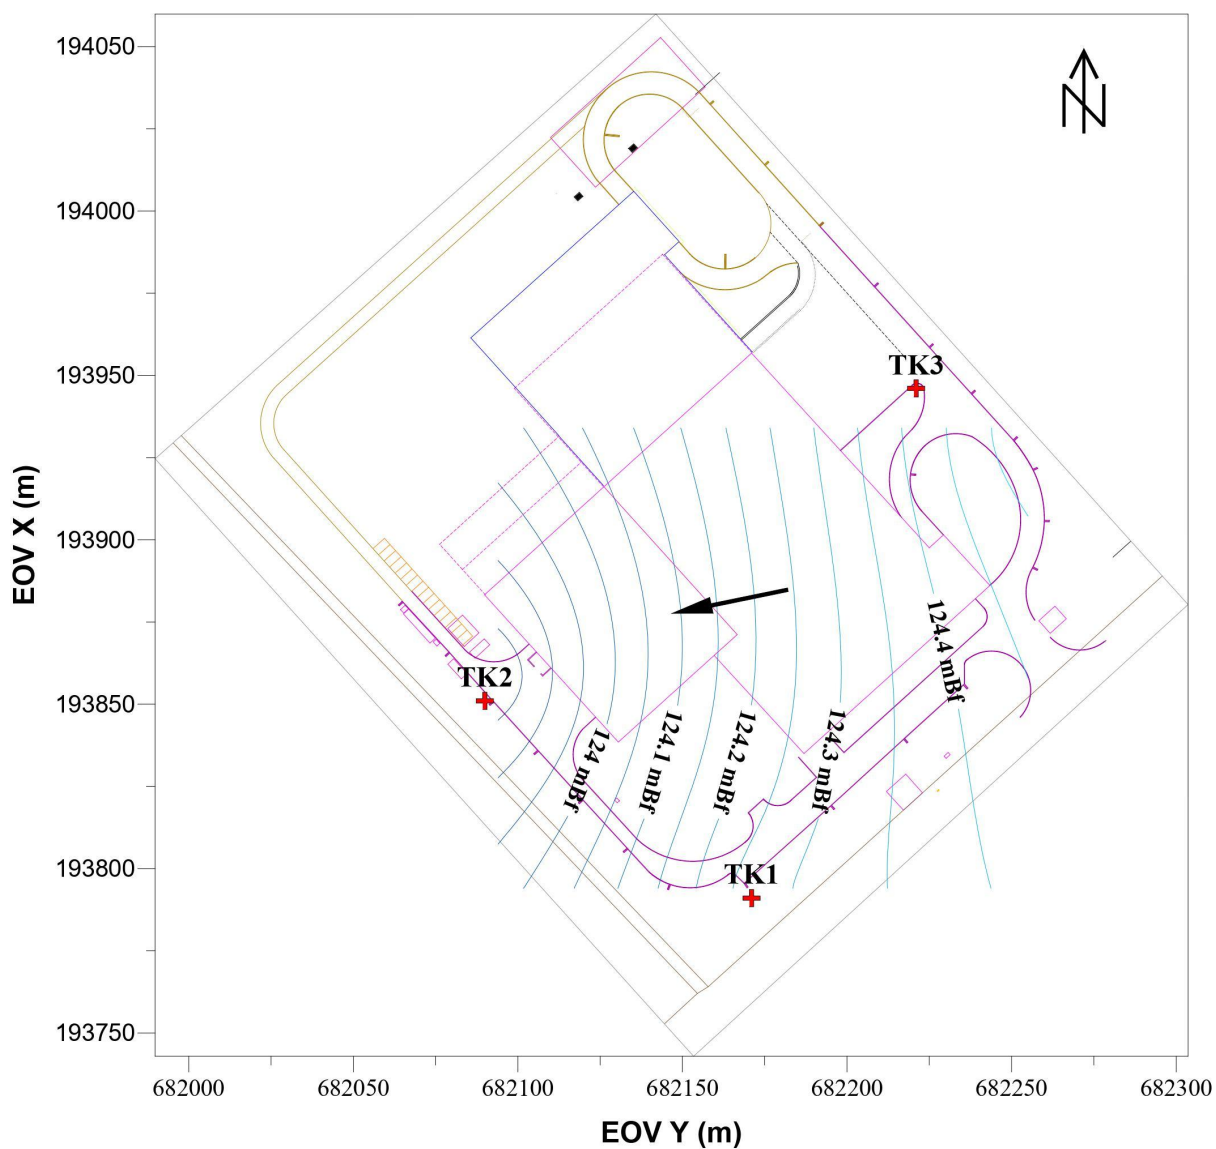 194050
194000
193950
193900
193850
193800
193750
EOV X (m)
N
TK3
TK2
TK1
124 mBf
124.1 mBf
124.2 mBf
124.3 mBf
124.4 mBf
682000
682050
682100
682150
682200
682250
682300
EOV Y (m)